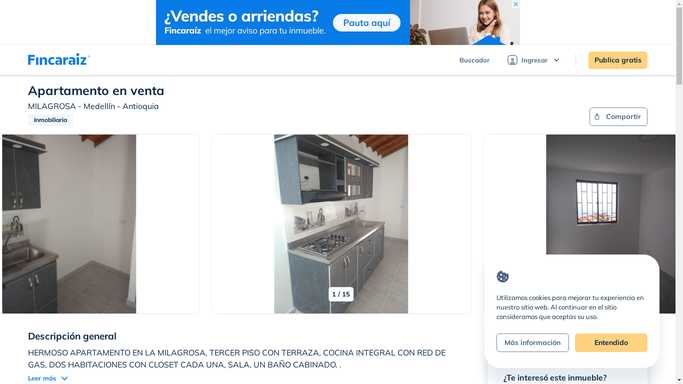 ¿Vendes o arriendas?
Fincaraíz el mejor aviso para tu inmueble.
Pauta aquí
Fincaraíz
Buscador
Ingresar
Publica gratis
Apartamento en venta
MILAGROSA - Medellín - Antioquia
Inmobiliaria
Compartir
1 / 15
Utilizamos cookies para mejorar tu experiencia en
nuestro sitio web. Al continuar en el sitio
consideramos que aceptas su uso.
Más información
Entendido
Descripción general
HERMOSO APARTAMENTO EN LA MILAGROSA, TERCER PISO CON TERRAZA, COCINA INTEGRAL CON RED DE
GAS, DOS HABITACIONES CON CLOSET CADA UNA, SALA, UN BAÑO CABINADO, .
Leer más
¿Te interesó este inmueble?